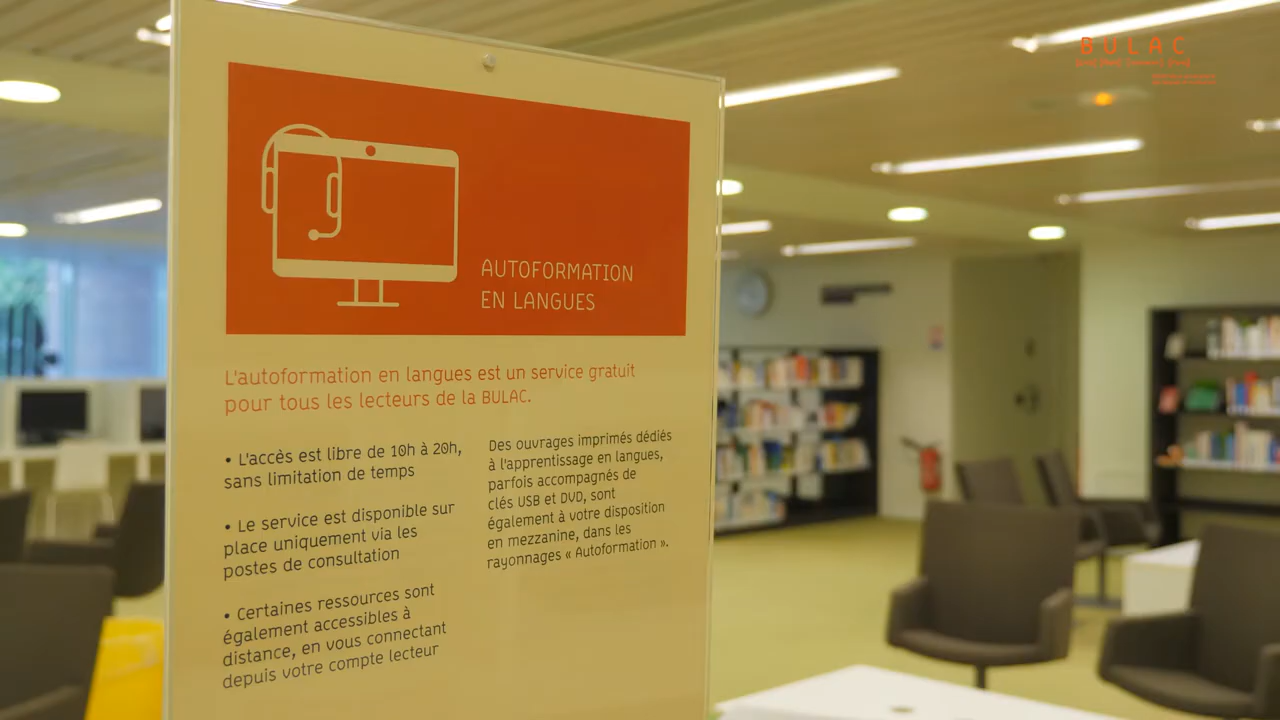 BULAC
AUTOFORMATION
EN LANGUES
L'autoformation en langues est un service gratuit
pour tous les lecteurs de la BULAC.
• L'accès est libre de 10h à 20h,
sans limitation de temps
• Le service est disponible sur
place uniquement via les
postes de consultation
• Certaines ressources sont
également accessibles à
distance, en vous connectant
depuis votre compte lecteur
Des ouvrages imprimés dédiés
à l'apprentissage en langues,
parfois accompagnés de
clés USB et DVD, sont
également à votre disposition
en mezzanine, dans les
rayonnages « Autoformation ».